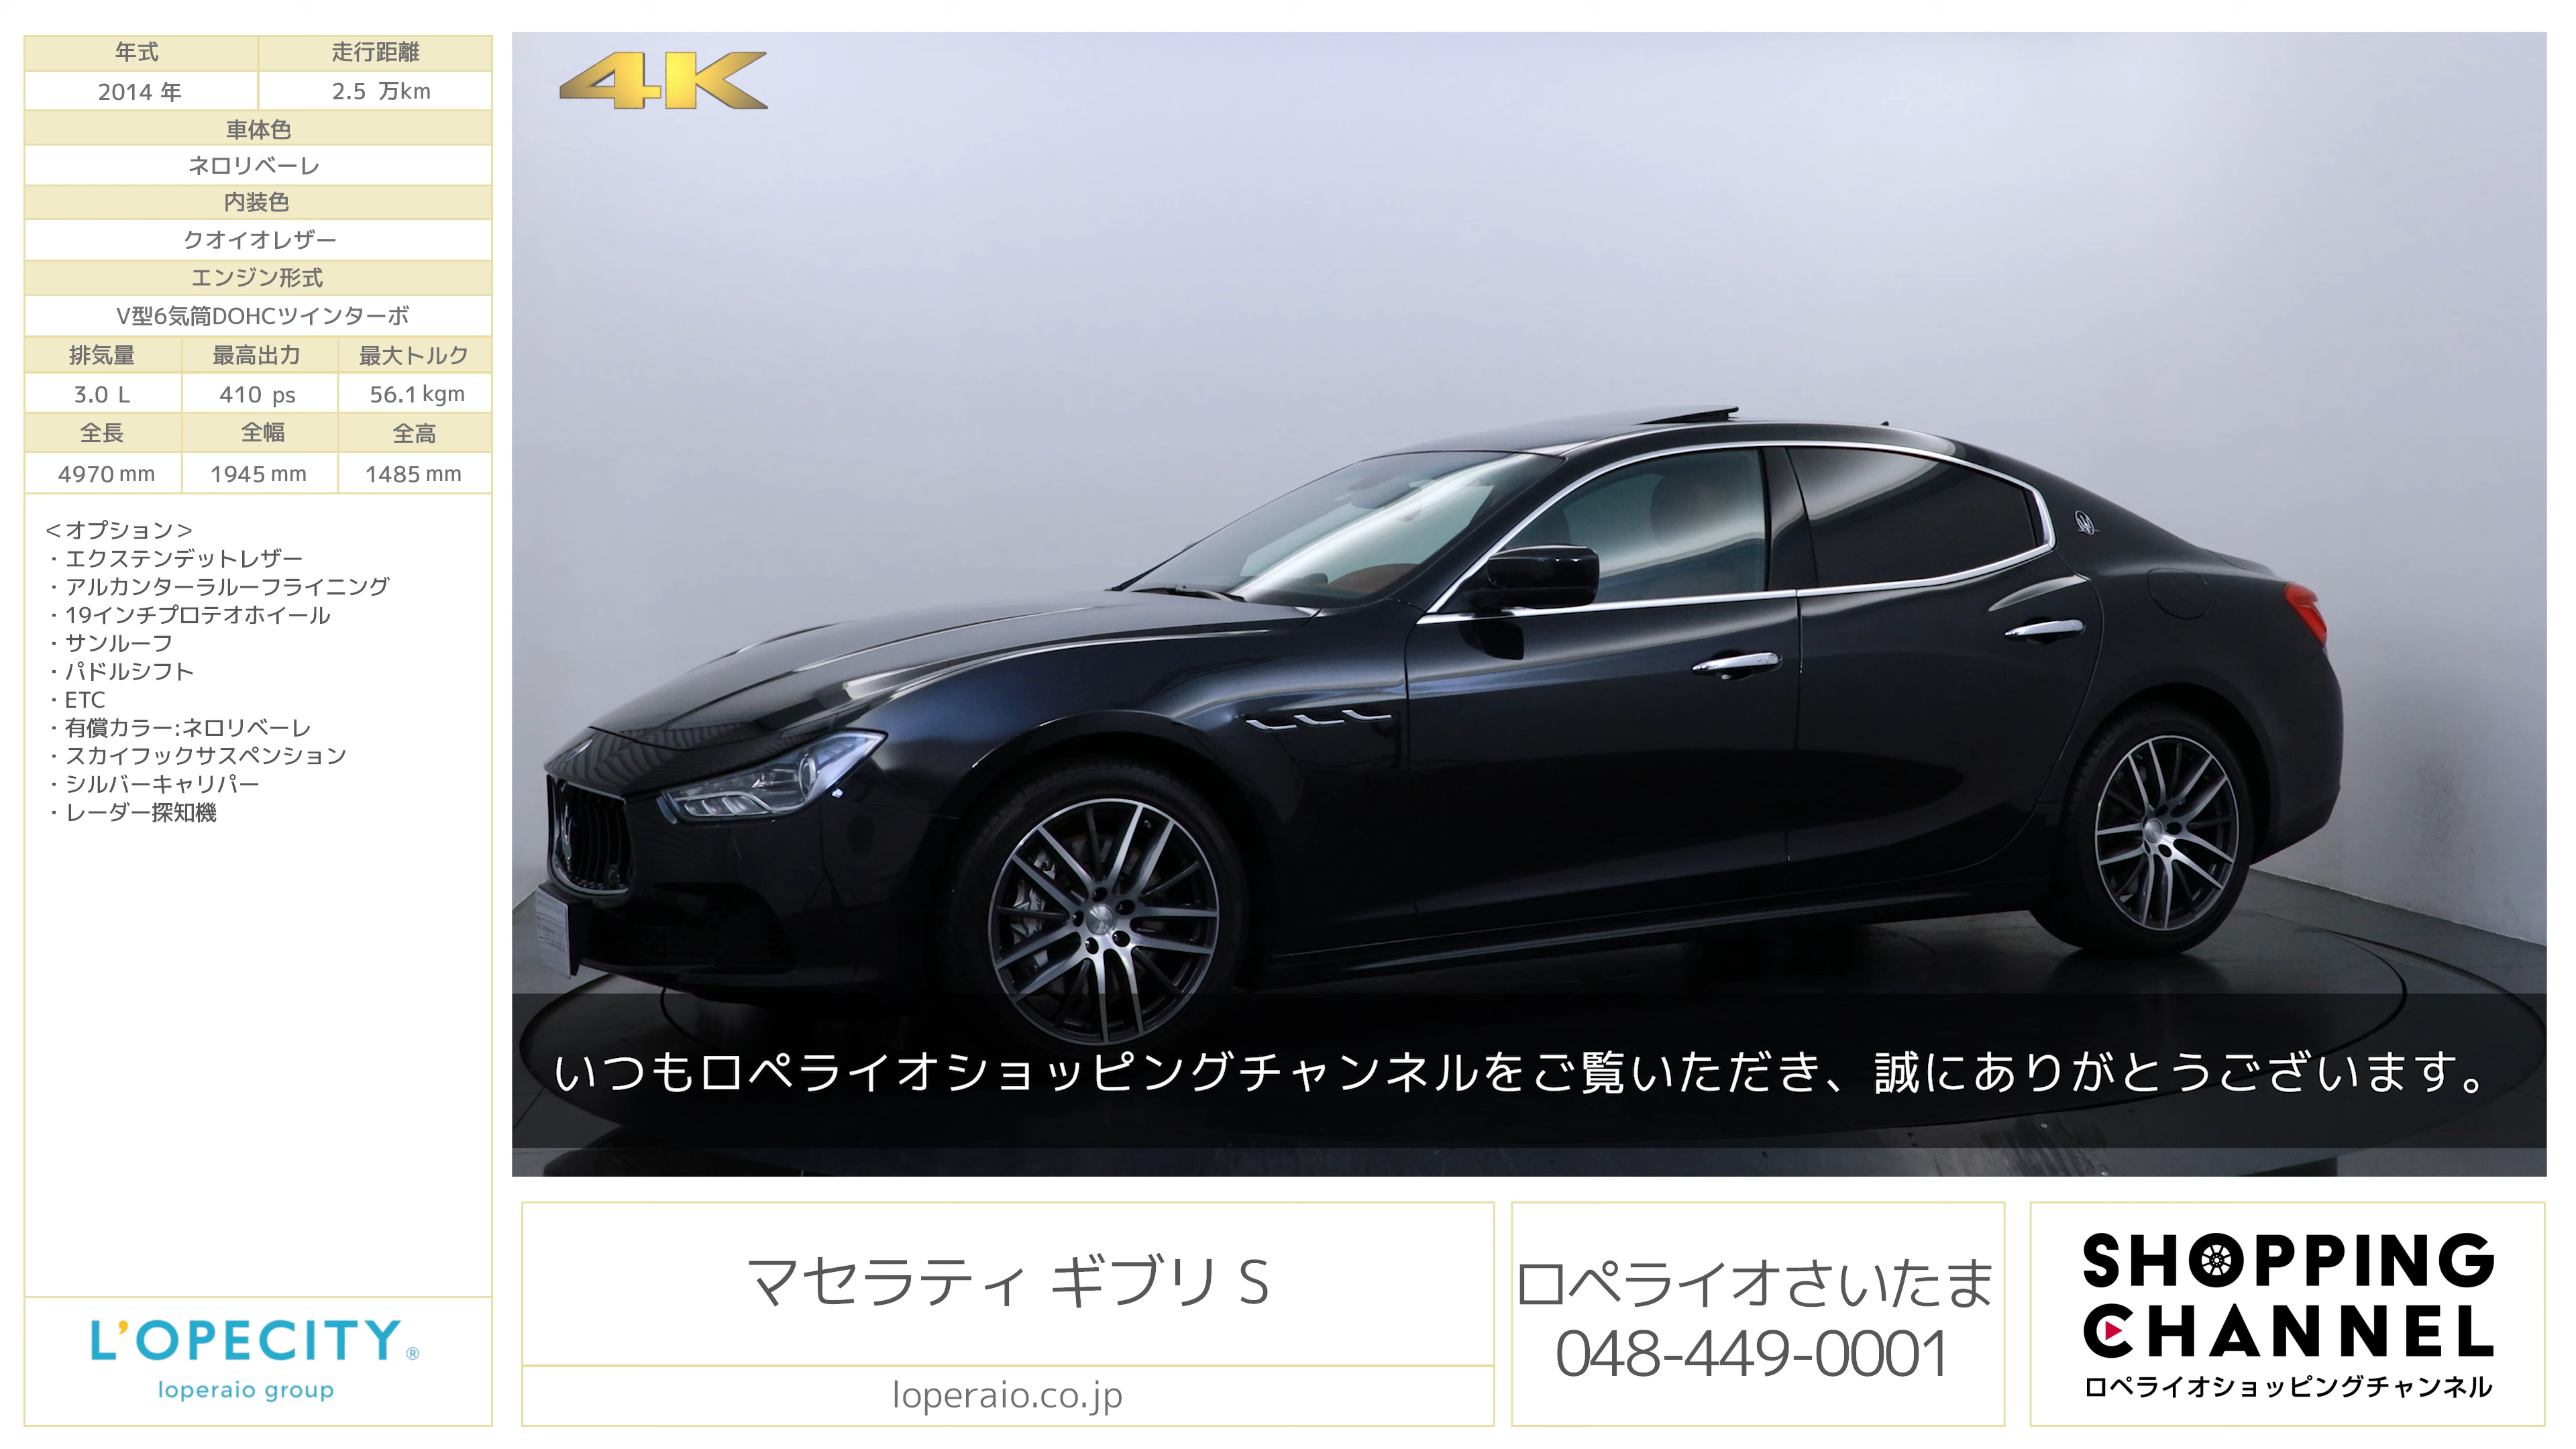 年式 走行距離
2014 年 2.5 万km
車体色
ネロリベーレ
内装色
クオイオレザー
エンジン形式
V型6気筒DOHCツインターボ
排気量 最高出力 最大トルク
3.0 L 410 ps 56.1 kgm
全長 全幅 全高
4970 mm 1945 mm 1485 mm
＜オプション＞
・エクステンデットレザー
・アルカンターラルーフライニング
・19インチプロテオホイール
・サンルーフ
・パドルシフト
・ETC
・有償カラー:ネロリベーレ
・スカイフックサスペンション
・シルバーキャリパー
・レーダー探知機
L'OPECITY®
loperaio group
4K
いつもロペライオショッピングチャンネルをご覧いただき、誠にありがとうございます。
マセラティ ギブリ S
loperaio.co.jp
ロペライオさいたま
048-449-0001
SHOPPING
CHANNEL
ロペライオショッピングチャンネル